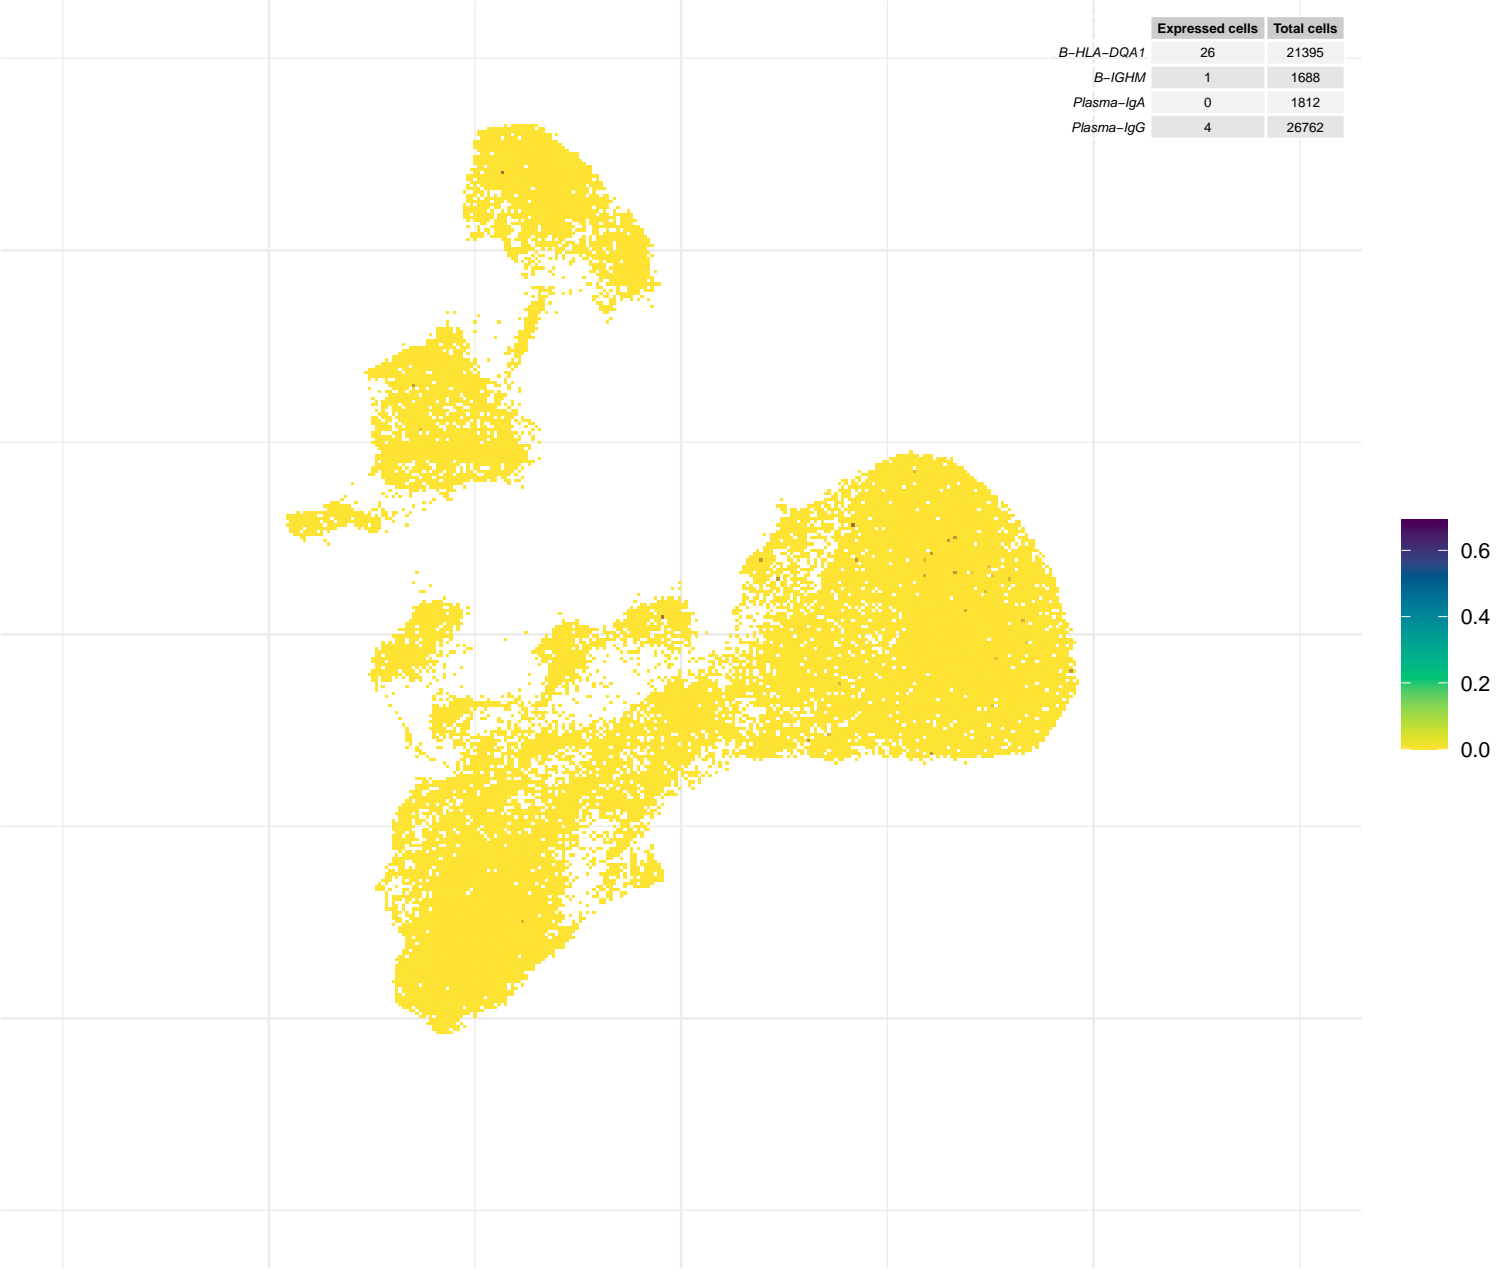 Expressed cells Total cells
B−HLA−DQA1 26 21395
B−IGHM 1 1688
Plasma−IgA 0 1812
Plasma−IgG 4 26762
0.6
0.4
0.2
0.0